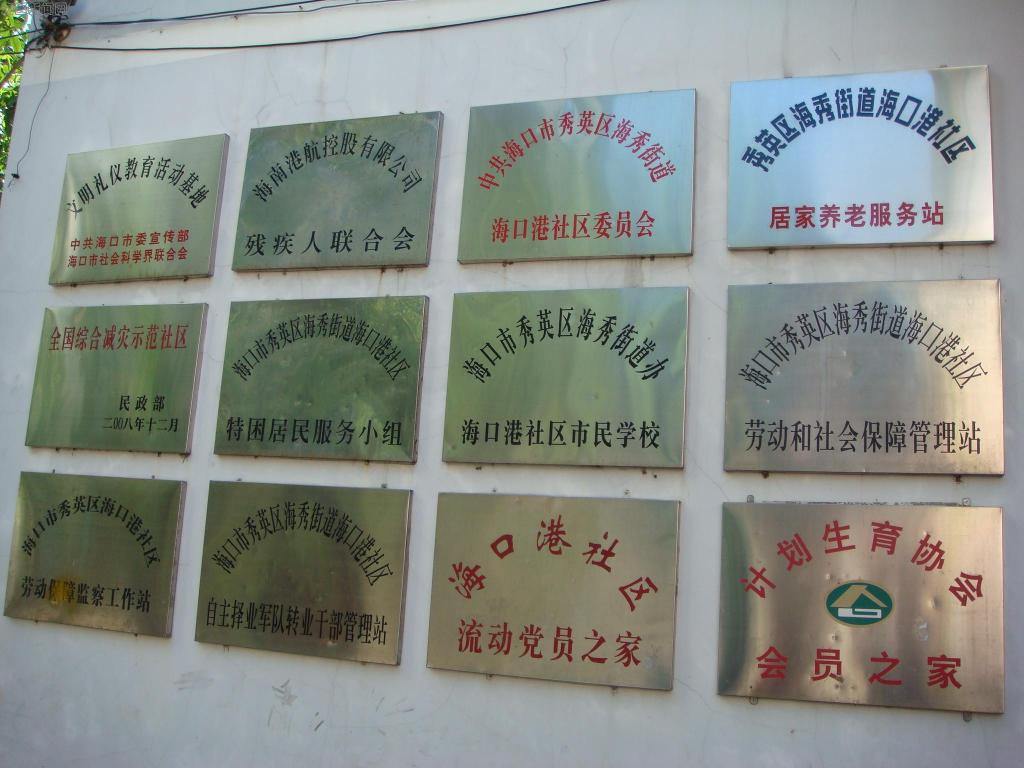 文明礼仪教育活动基地
中共海口市委宣传部
海口市社会科学界联合会
海南港航控股有限公司
残疾人联合会
中共海口市秀英区海秀街道
海口港社区委员会
秀英区海秀街道海口港社区
居家养老服务站
全国综合减灾示范社区
民政部
二00八年十二月
海口市秀英区海秀街道海口港社区
特困居民服务小组
海口市秀英区海秀街道办
海口港社区市民学校
海口市秀英区海秀街道海口港社区
劳动和社会保障管理站
海口市秀英区海口港社区
劳动保障监察工作站
海口市秀英区海秀街道海口港社区
自主择业军队转业干部管理站
海口港社区
流动党员之家
计划生育协会
会员之家